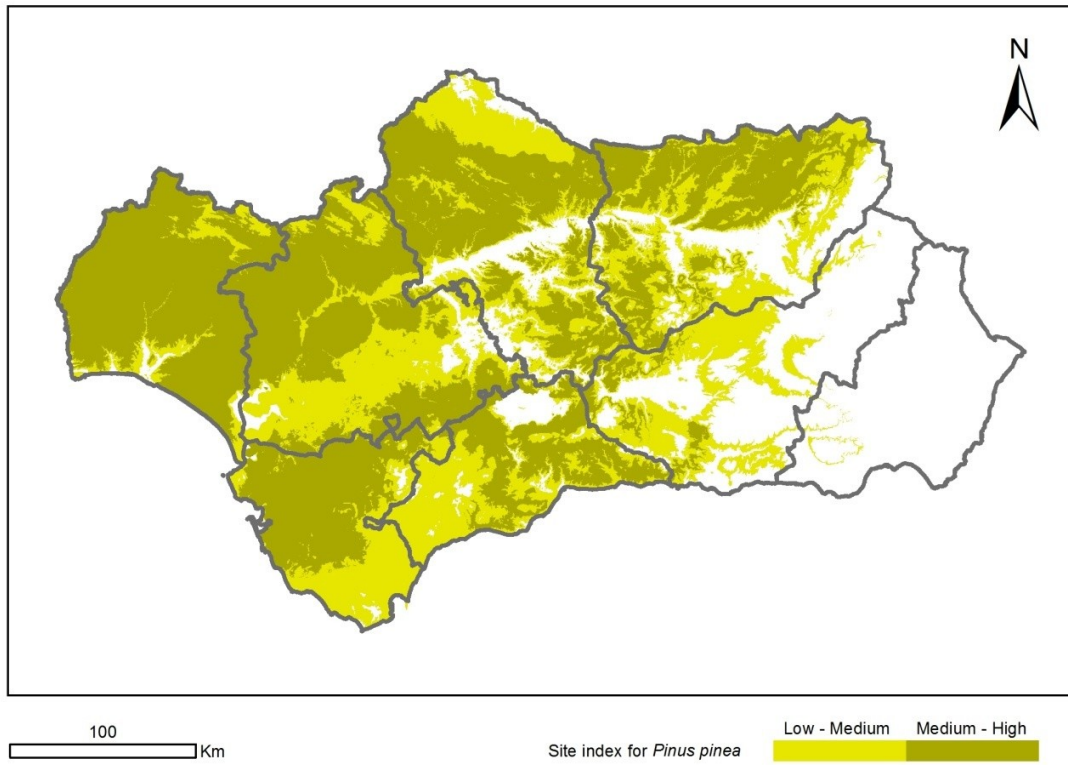 N
100
Km
Site index for Pinus pinea
Low - Medium
Medium - High